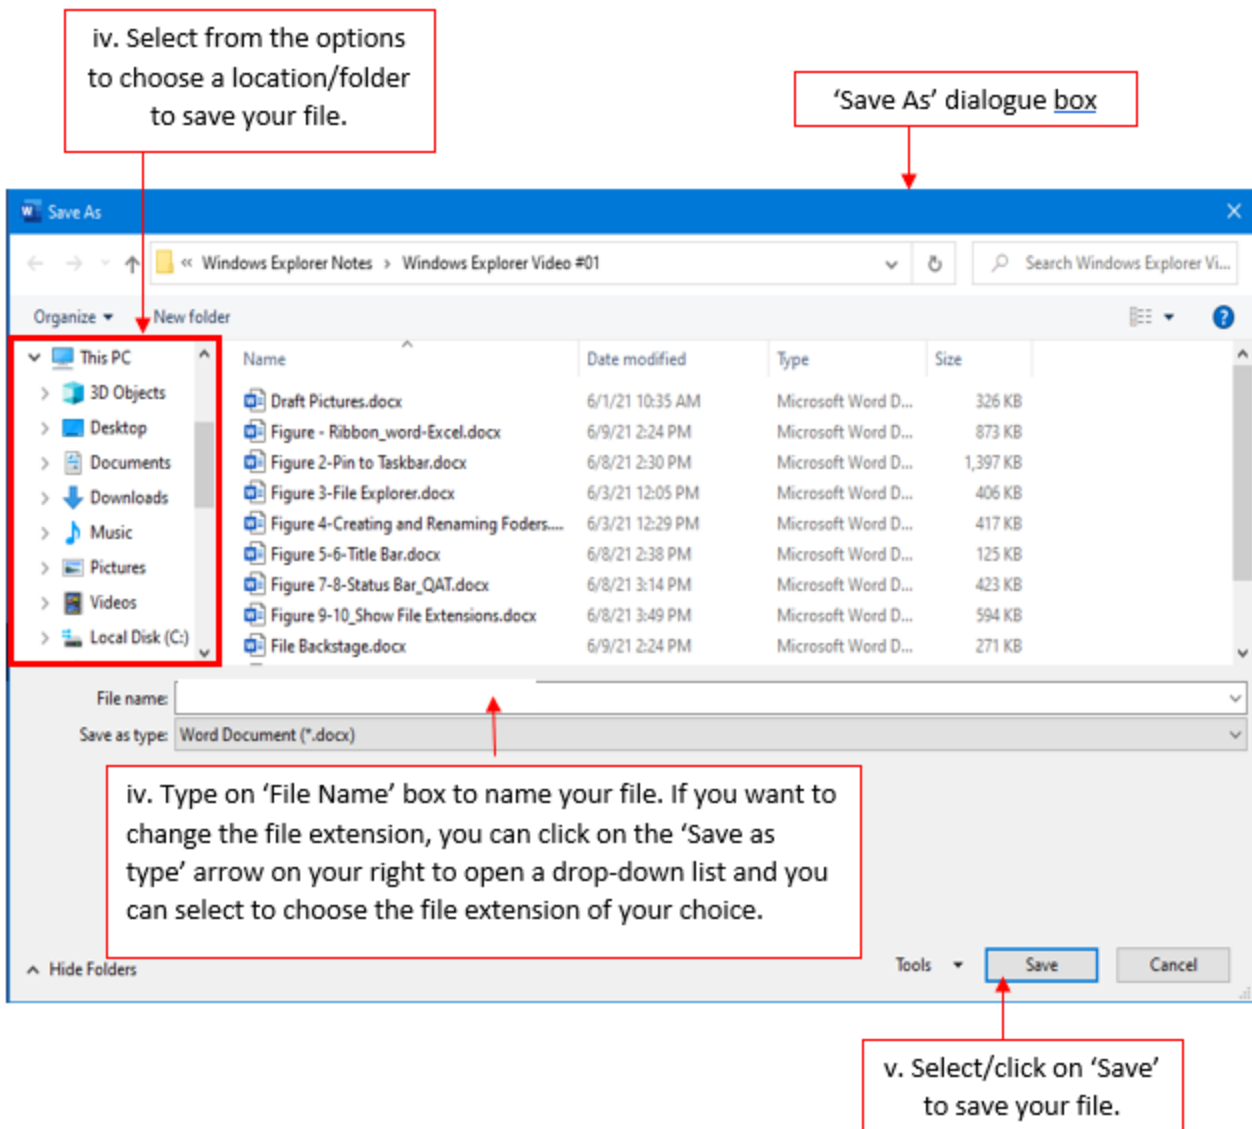 iv. Select from the options
to choose a location/folder
to save your file.
‘Save As’ dialogue box
Save As
« Windows Explorer Notes > Windows Explorer Video #01
Search Windows Explorer Vi...
Organize
New folder
This PC
3D Objects
Desktop
Documents
Downloads
Music
Pictures
Videos
Local Disk (C:)
Name Date modified Type Size
Draft Pictures.docx 6/1/21 10:35 AM Microsoft Word D... 326 KB
Figure - Ribbon_word-Excel.docx 6/9/21 2:24 PM Microsoft Word D... 873 KB
Figure 2-Pin to Taskbar.docx 6/8/21 2:30 PM Microsoft Word D... 1,397 KB
Figure 3-File Explorer.docx 6/3/21 12:05 PM Microsoft Word D... 406 KB
Figure 4-Creating and Renaming Foders.... 6/3/21 12:29 PM Microsoft Word D... 417 KB
Figure 5-6-Title Bar.docx 6/8/21 2:38 PM Microsoft Word D... 125 KB
Figure 7-8-Status Bar_QAT.docx 6/8/21 3:14 PM Microsoft Word D... 423 KB
Figure 9-10_Show File Extensions.docx 6/8/21 3:49 PM Microsoft Word D... 594 KB
File Backstage.docx 6/9/21 2:24 PM Microsoft Word D... 271 KB
File name:
Save as type: Word Document (*.docx)
iv. Type on ‘File Name’ box to name your file. If you want to
change the file extension, you can click on the ‘Save as
type’ arrow on your right to open a drop-down list and you
can select to choose the file extension of your choice.
Hide Folders
Tools
Save
Cancel
v. Select/click on ‘Save’
to save your file.